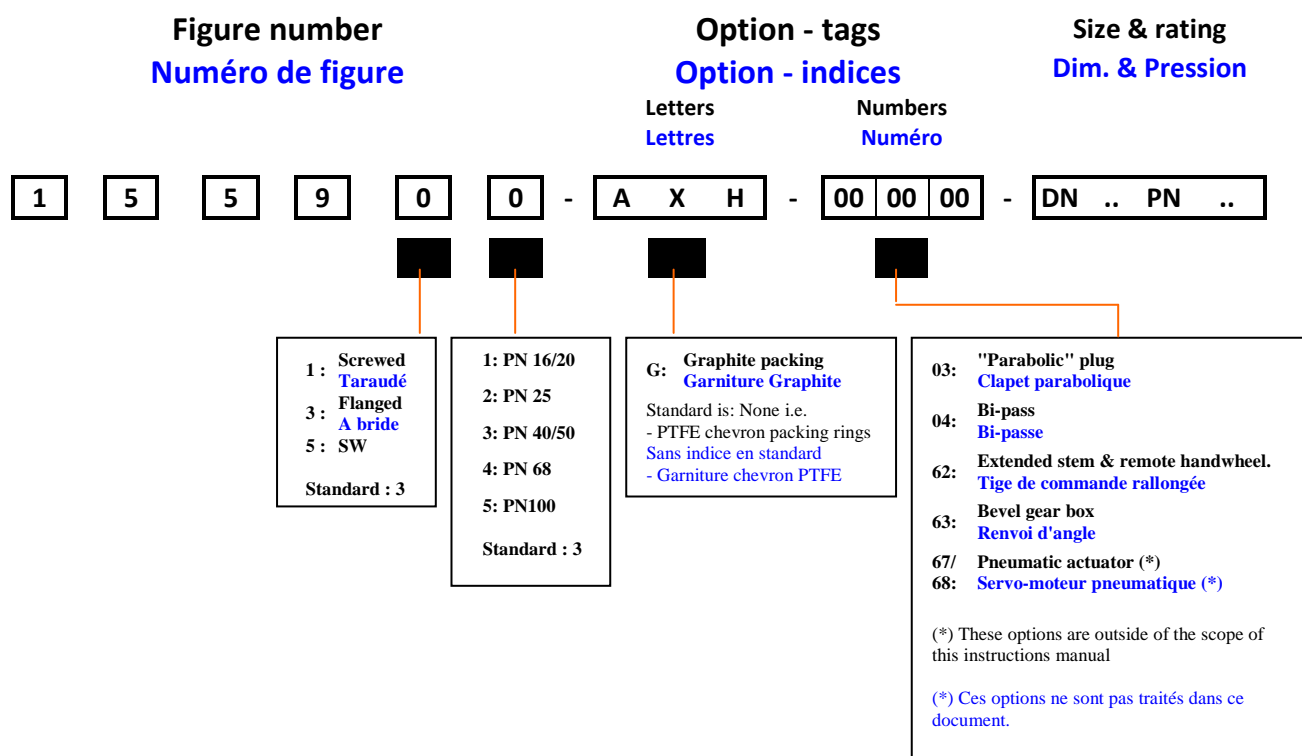 Figure number
Numéro de figure
Option - tags
Option - indices
Size & rating
Dim. & Pression
Letters
Lettres
Numbers
Numéro
1 5 5 9 0 0 - A X H - 00 00 00 - DN .. PN ..
1 : Screwed
Taraudé
3 : Flanged
A bride
5 : SW
Standard : 3
1: PN 16/20
2: PN 25
3: PN 40/50
4: PN 68
5: PN100
Standard : 3
G: Graphite packing
Garniture Graphite
Standard is: None i.e.
- PTFE chevron packing rings
Sans indice en standard
- Garniture chevron PTFE
03: "Parabolic" plug
Clapet parabolique
04: Bi-pass
Bi-passe
62: Extended stem & remote handwheel.
Tige de commande rallongée
63: Bevel gear box
Renvoi d'angle
67/ Pneumatic actuator (*)
68: Servo-moteur pneumatique (*)
(*) These options are outside of the scope of
this instructions manual
(*) Ces options ne sont pas traités dans ce
document.